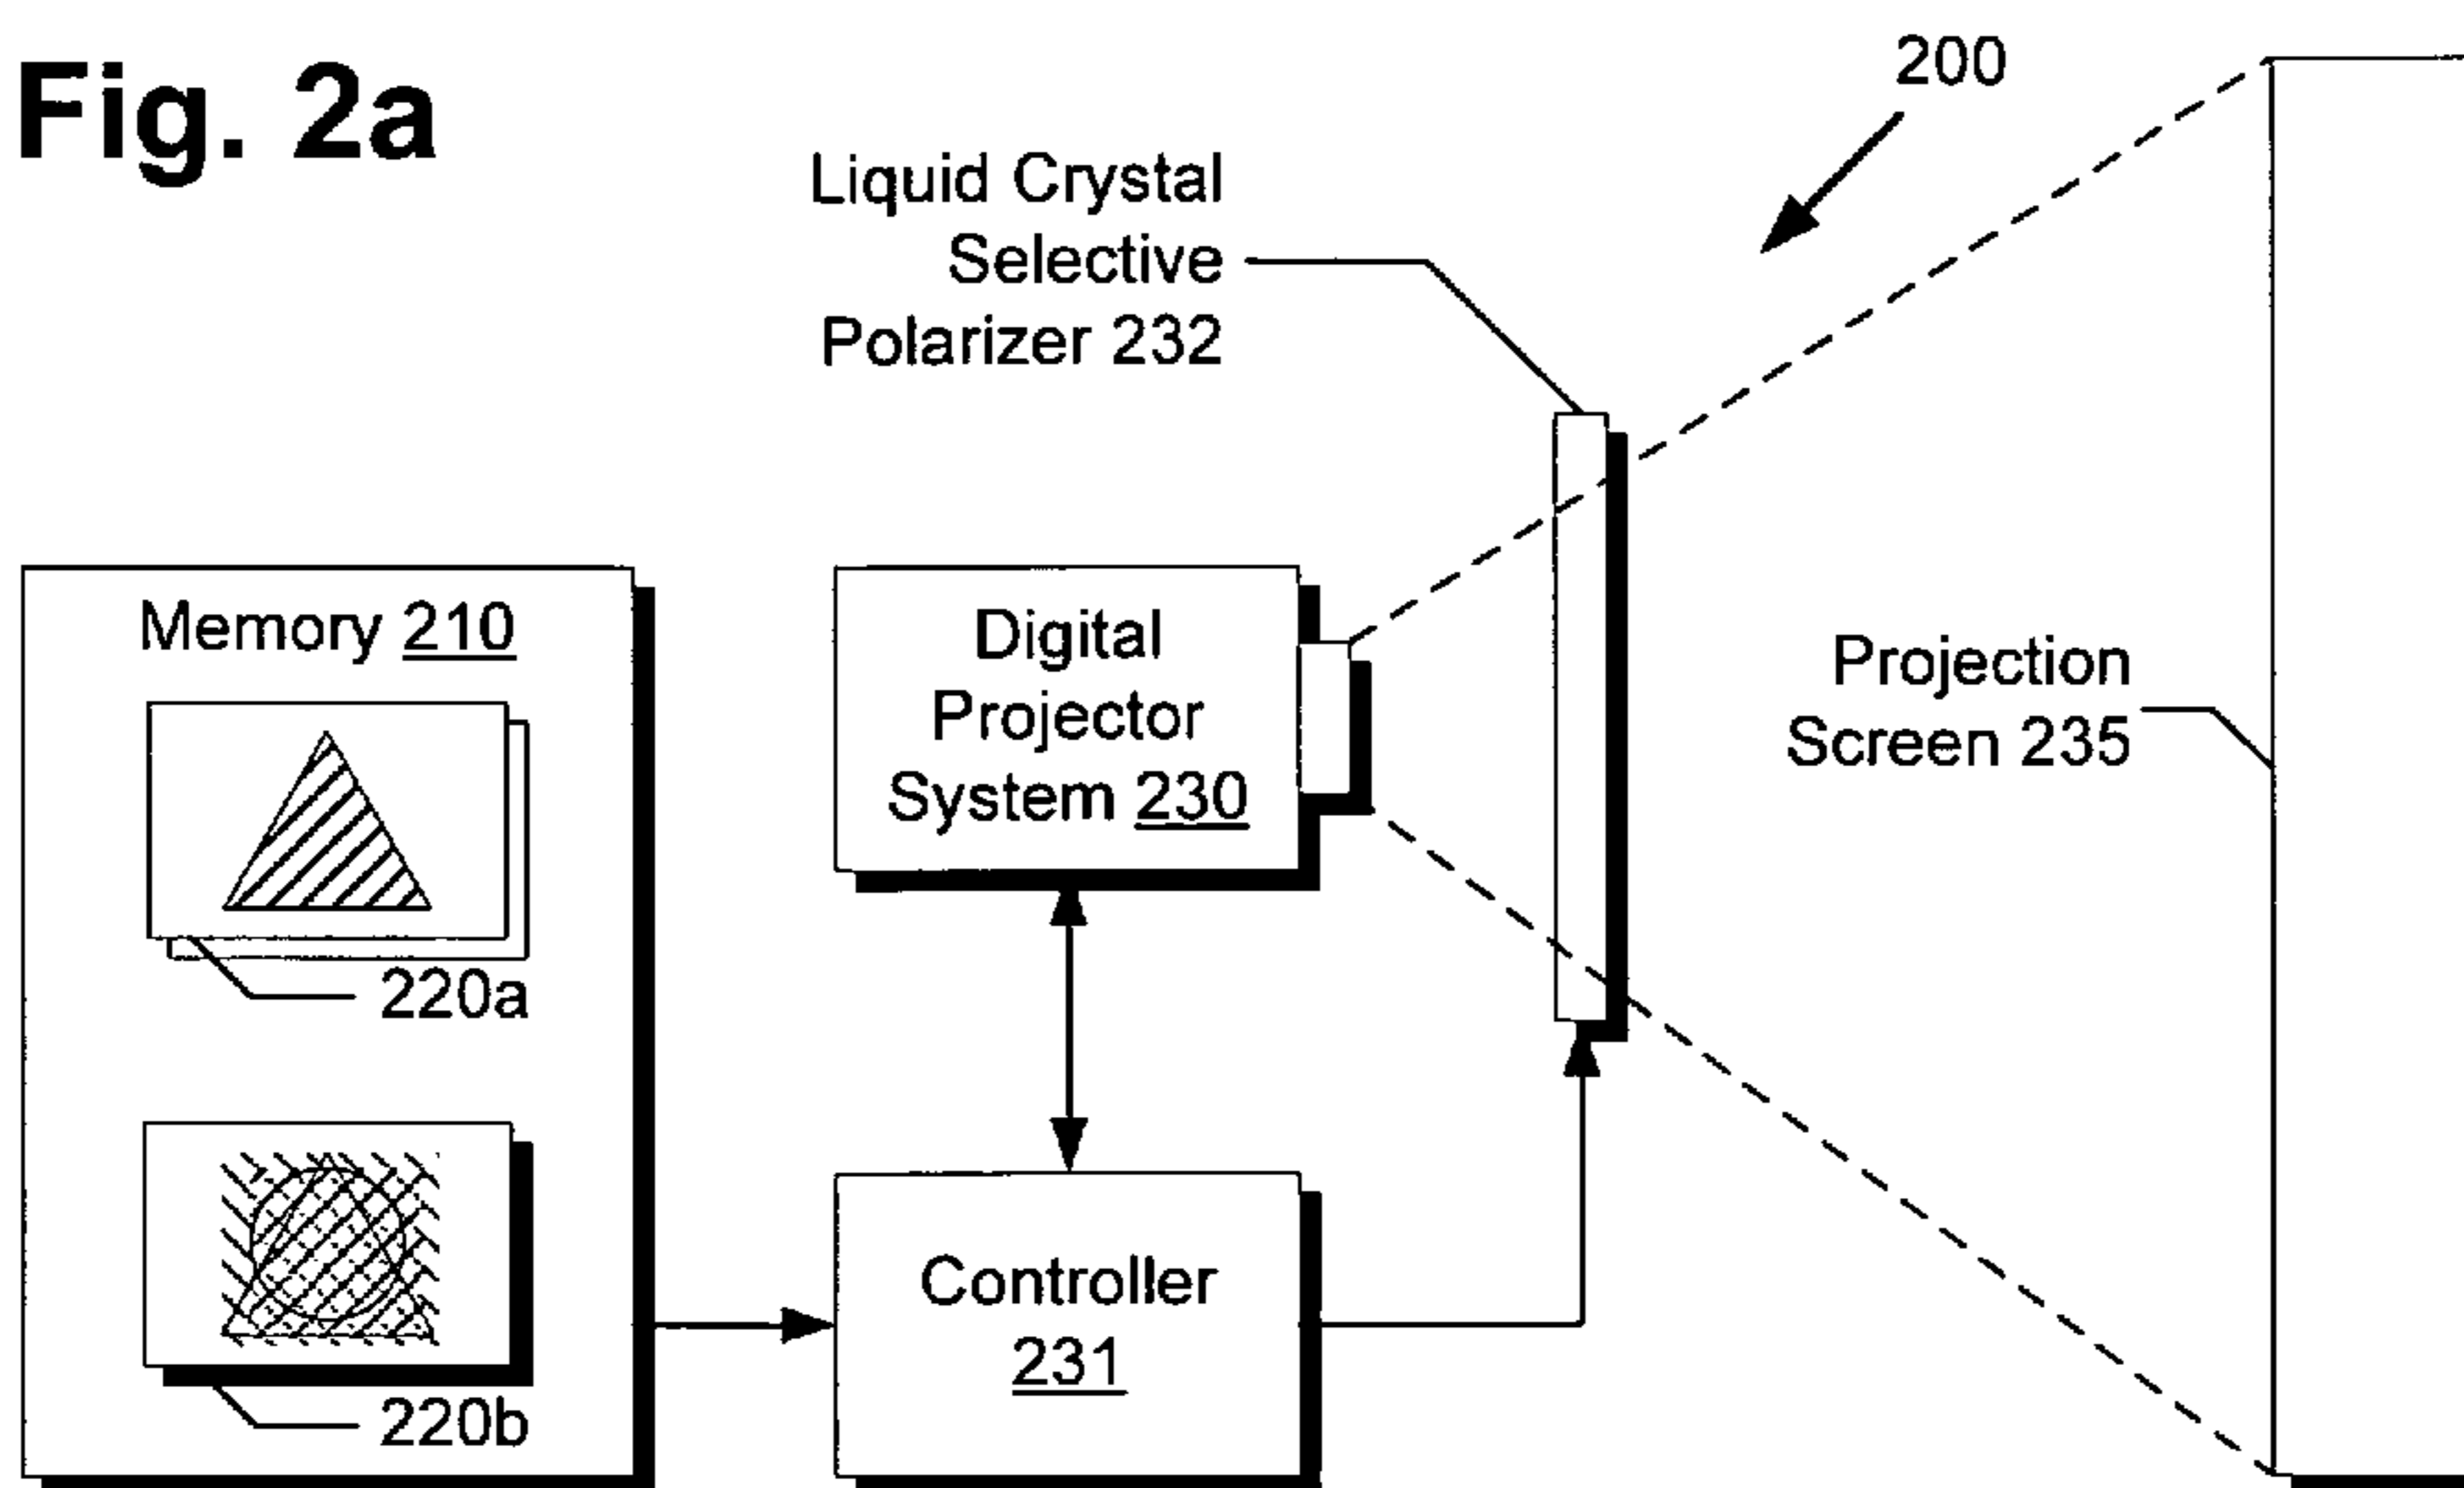 Fig. 2a
200
Liquid Crystal
Selective
Polarizer 232
Memory 210
220a
220b
Digital
Projector
System 230
Controller
231
Projection
Screen 235